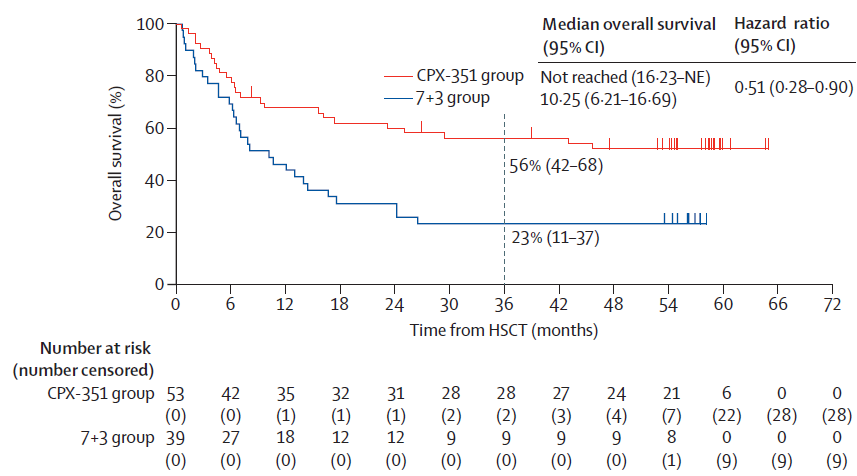 Median overall survival Hazard ratio
(95% CI) (95% CI)
Not reached (16·23–NE)
10·25 (6·21–16·69)
0·51 (0·28–0·90)
CPX-351 group
7+3 group
Overall survival (%)
100
80
60
40
20
0
56% (42–68)
23% (11–37)
0 6 12 18 24 30 36 42 48 54 60 66 72
Time from HSCT (months)
Number at risk
(number censored)
CPX-351 group 53 42 35 32 31 28 28 27 24 21 6 0 0
(0) (0) (1) (1) (1) (2) (2) (3) (4) (7) (22) (28) (28)
7+3 group 39 27 18 12 12 9 9 9 9 8 0 0 0
(0) (0) (0) (0) (0) (0) (0) (0) (0) (1) (9) (9) (9)